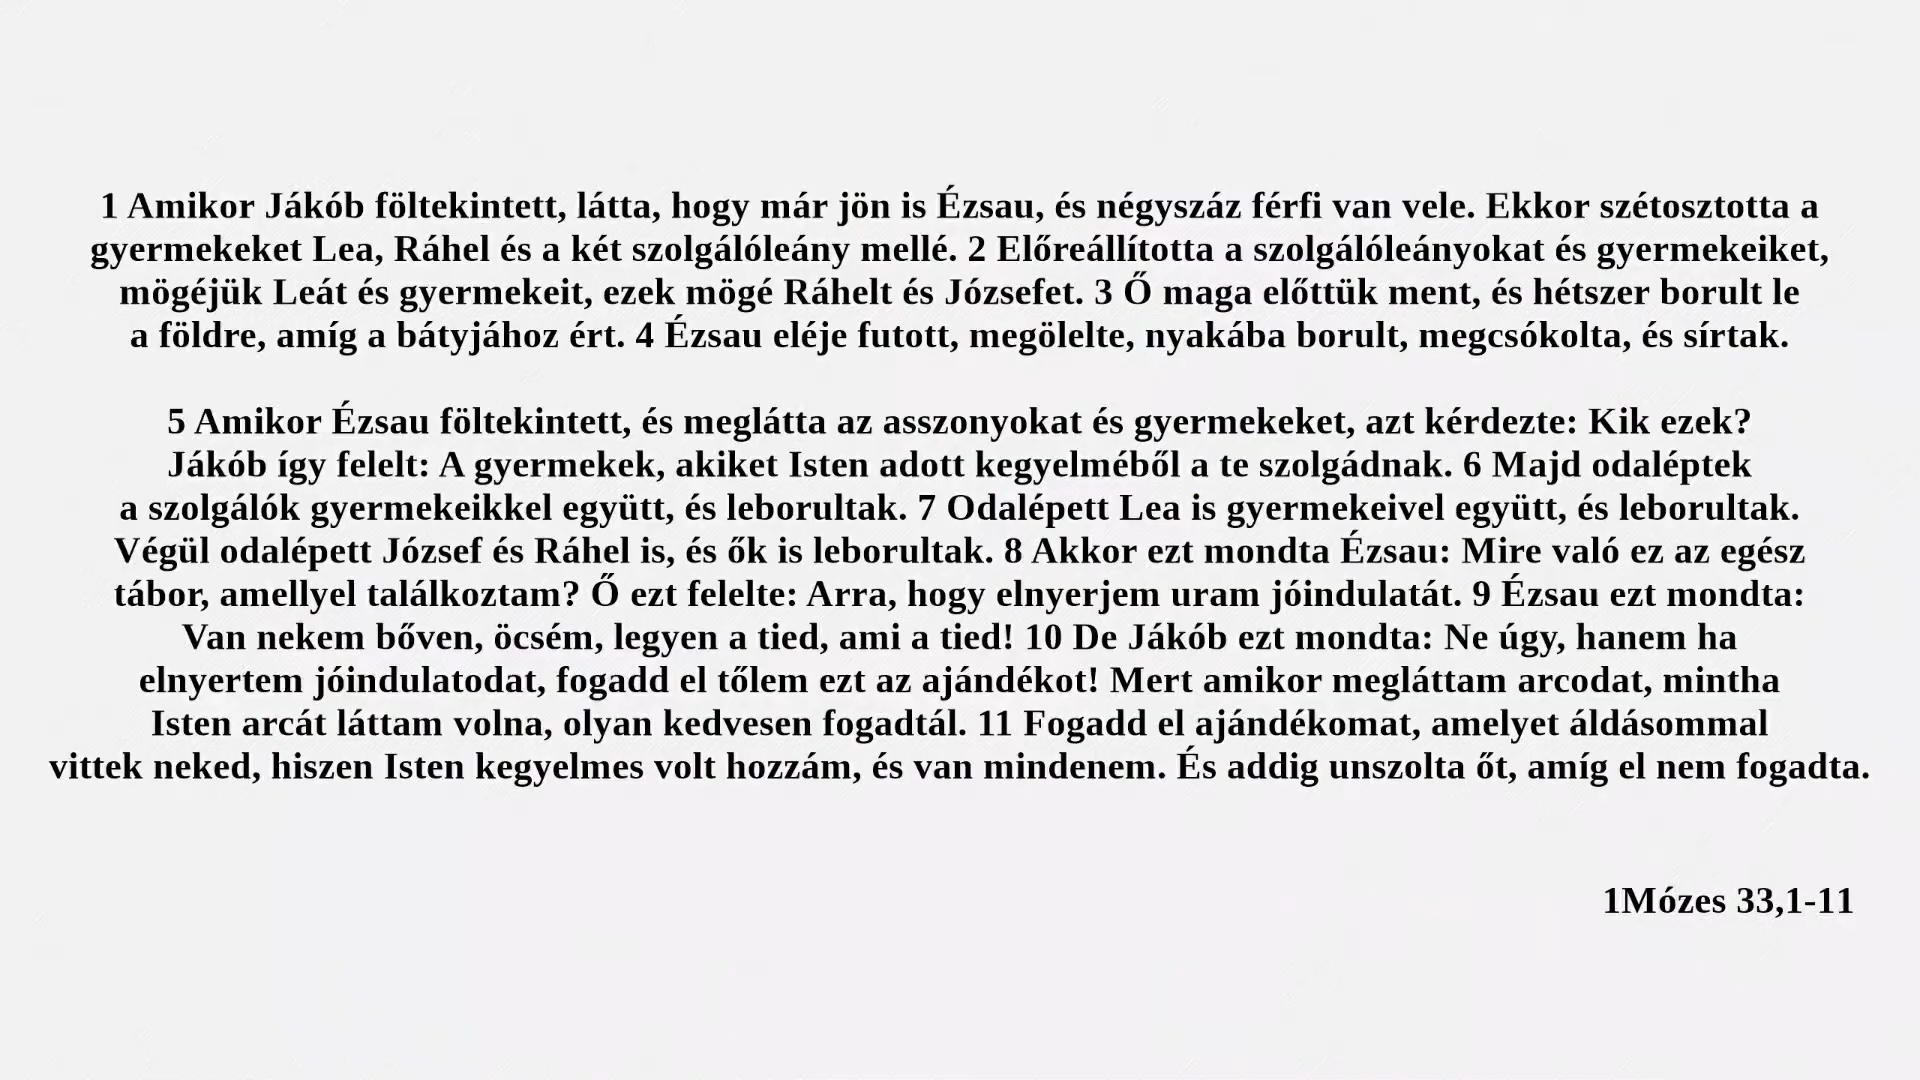 1 Amikor Jákób föltekintett, látta, hogy már jön is Ézsau, és négyszáz férfi van vele. Ekkor szétosztotta a
gyermekeket Lea, Ráhel és a két szolgálóleány mellé. 2 Előreállította a szolgálóleányokat és gyermekeiket,
mögéjük Leát és gyermekeit, ezek mögé Ráhelt és Józsefet. 3 Ő maga előttük ment, és hétszer borult le
a földre, amíg a bátyjához ért. 4 Ézsau eléje futott, megölelte, nyakába borult, megcsókolta, és sírtak.
5 Amikor Ézsau föltekintett, és meglátta az asszonyokat és gyermekeket, azt kérdezte: Kik ezek?
Jákób így felelt: A gyermekek, akiket Isten adott kegyelméből a te szolgádnak. 6 Majd odaléptek
a szolgálók gyermekeikkel együtt, és leborultak. 7 Odalépett Lea is gyermekeivel együtt, és leborultak.
Végül odalépett József és Ráhel is, és ők is leborultak. 8 Akkor ezt mondta Ézsau: Mire való ez az egész
tábor, amellyel találkoztam? Ő ezt felelte: Arra, hogy elnyerjem uram jóindulatát. 9 Ézsau ezt mondta:
Van nekem bőven, öcsém, legyen a tied, ami a tied! 10 De Jákób ezt mondta: Ne úgy, hanem ha
elnyertem jóindulatodat, fogadd el tőlem ezt az ajándékot! Mert amikor megláttam arcodat, mintha
Isten arcát láttam volna, olyan kedvesen fogadtál. 11 Fogadd el ajándékomat, amelyet áldásommal
vittek neked, hiszen Isten kegyelmes volt hozzám, és van mindenem. És addig unszolta őt, amíg el nem fogadta.
1Mózes 33,1-11